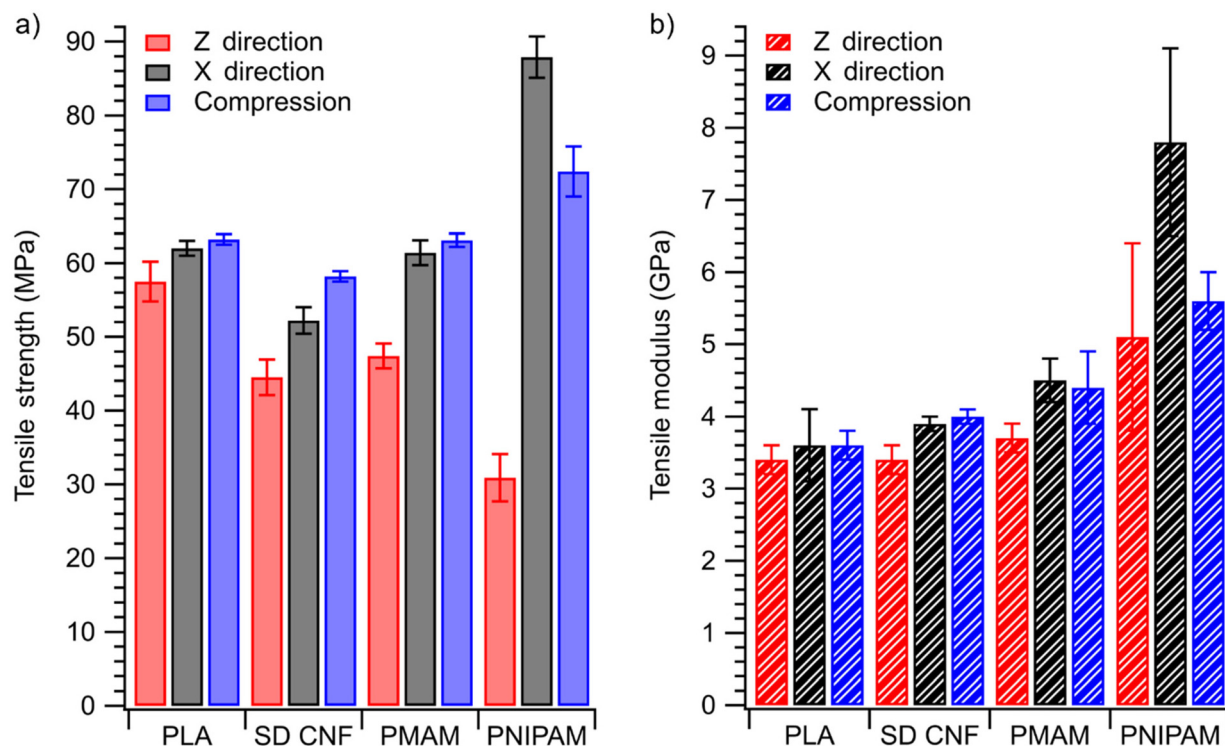 a)
Z direction
X direction
Compression
Tensile strength (MPa)
90
80
70
60
50
40
30
20
10
0
PLA SD CNF PMAM PNIPAM
b)
Z direction
X direction
Compression
Tensile modulus (GPa)
9
8
7
6
5
4
3
2
1
0
PLA SD CNF PMAM PNIPAM